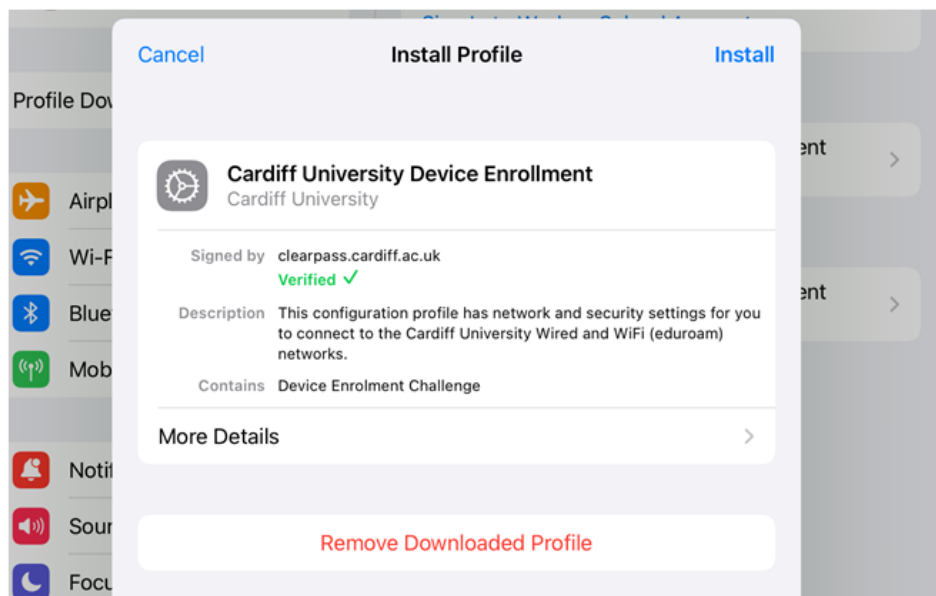 Cancel
Install Profile
Install
Profile Dow
Cardiff University Device Enrollment
Cardiff University
ent
Airpl
Signed by clearpass.cardiff.ac.uk
Verified
Wi-F
Description This configuration profile has network and security settings for you
to connect to the Cardiff University Wired and WiFi (eduroam)
networks.
Blue
ent
Mob
Contains Device Enrolment Challenge
More Details
Notif
Soun
Remove Downloaded Profile
Focu